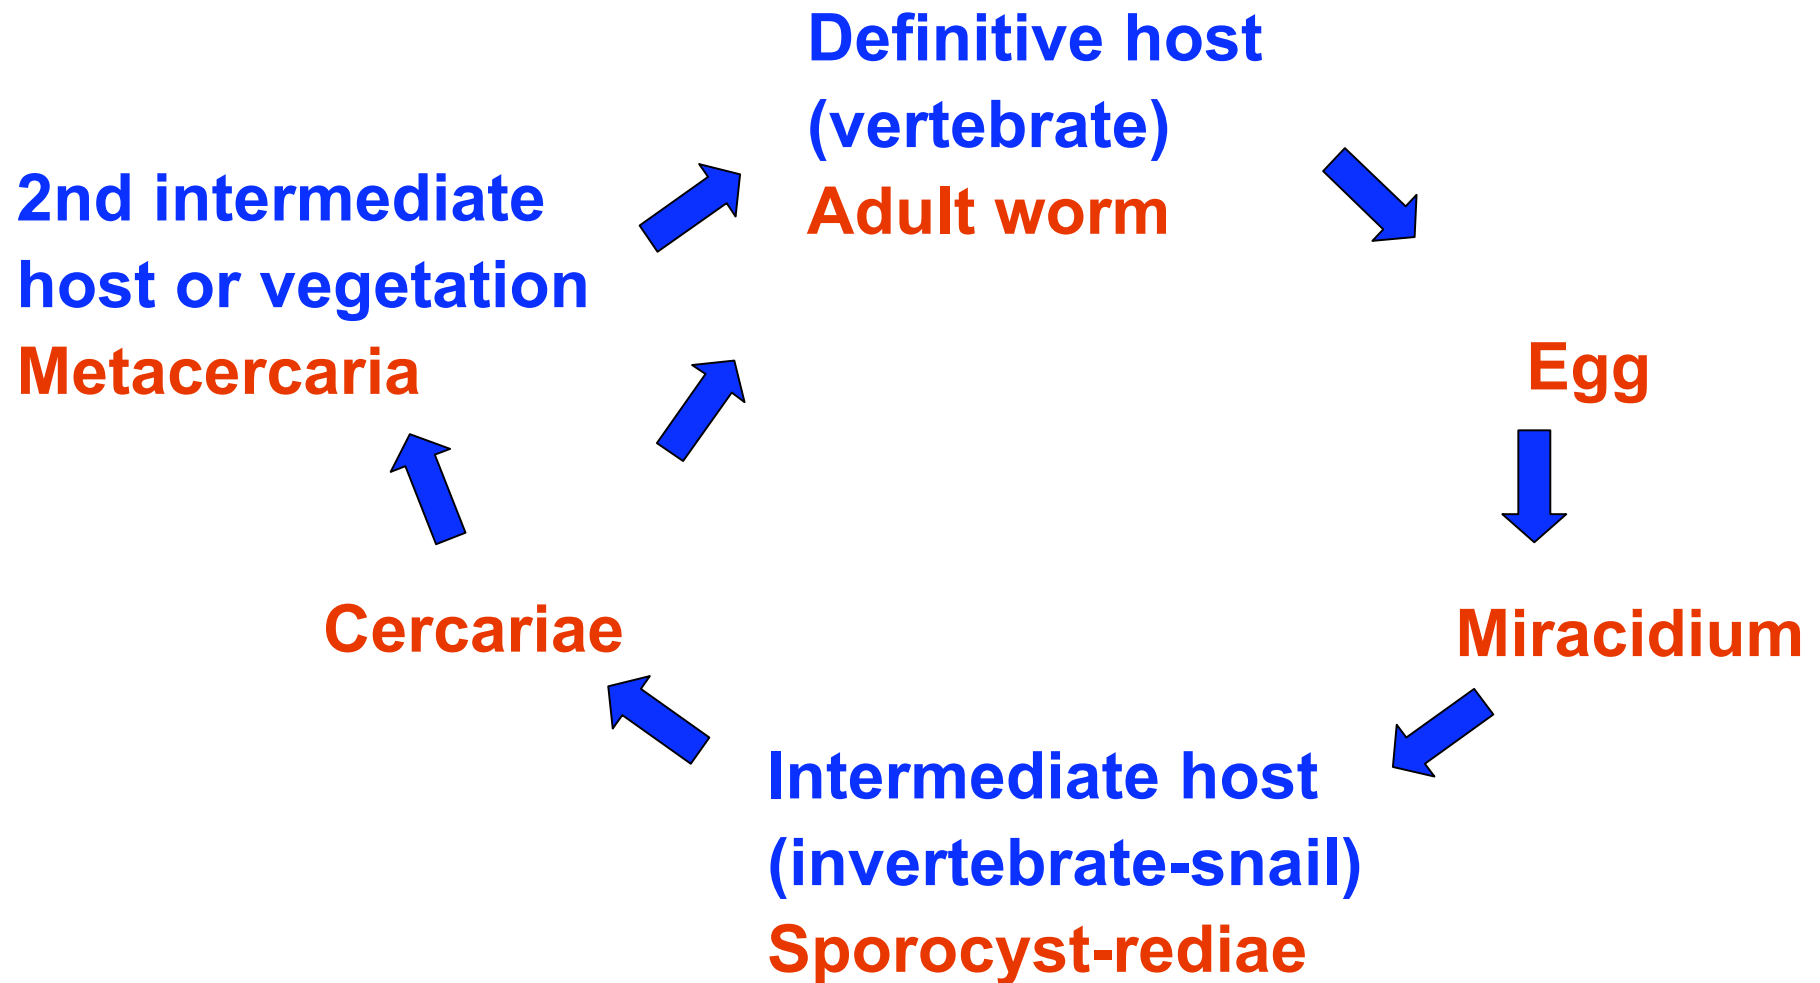 Definitive host
(vertebrate)
Adult worm
Egg
Miracidium
Intermediate host
(invertebrate-snail)
Sporocyst-rediae
Cercariae
2nd intermediate
host or vegetation
Metacercaria